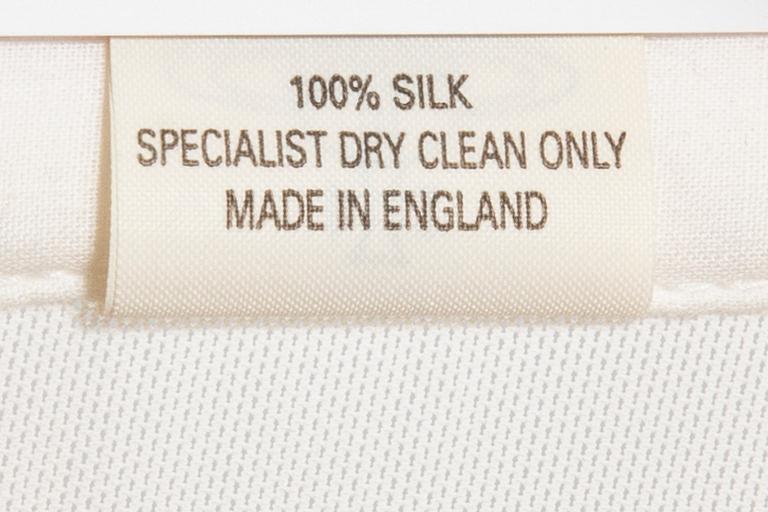 100% SILK
SPECIALIST DRY CLEAN ONLY
MADE IN ENGLAND